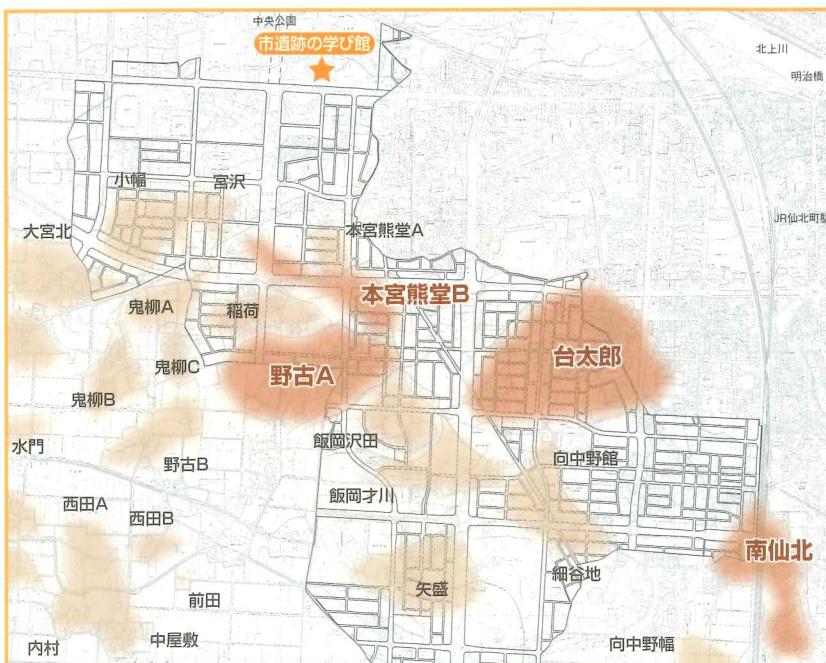 中央公園
市遺跡の学び館
北上川
明治橋
小幅
宮沢
大宮北
本宮熊堂A
JR仙北町駅
鬼柳A
稲荷
本宮熊堂B
鬼柳C
野古A
台太郎
鬼柳B
水門
飯岡沢田
野古B
向中野館
西田A
西田B
飯岡才川
南仙北
細谷地
矢盛
前田
内村
中屋敷
向中野幅